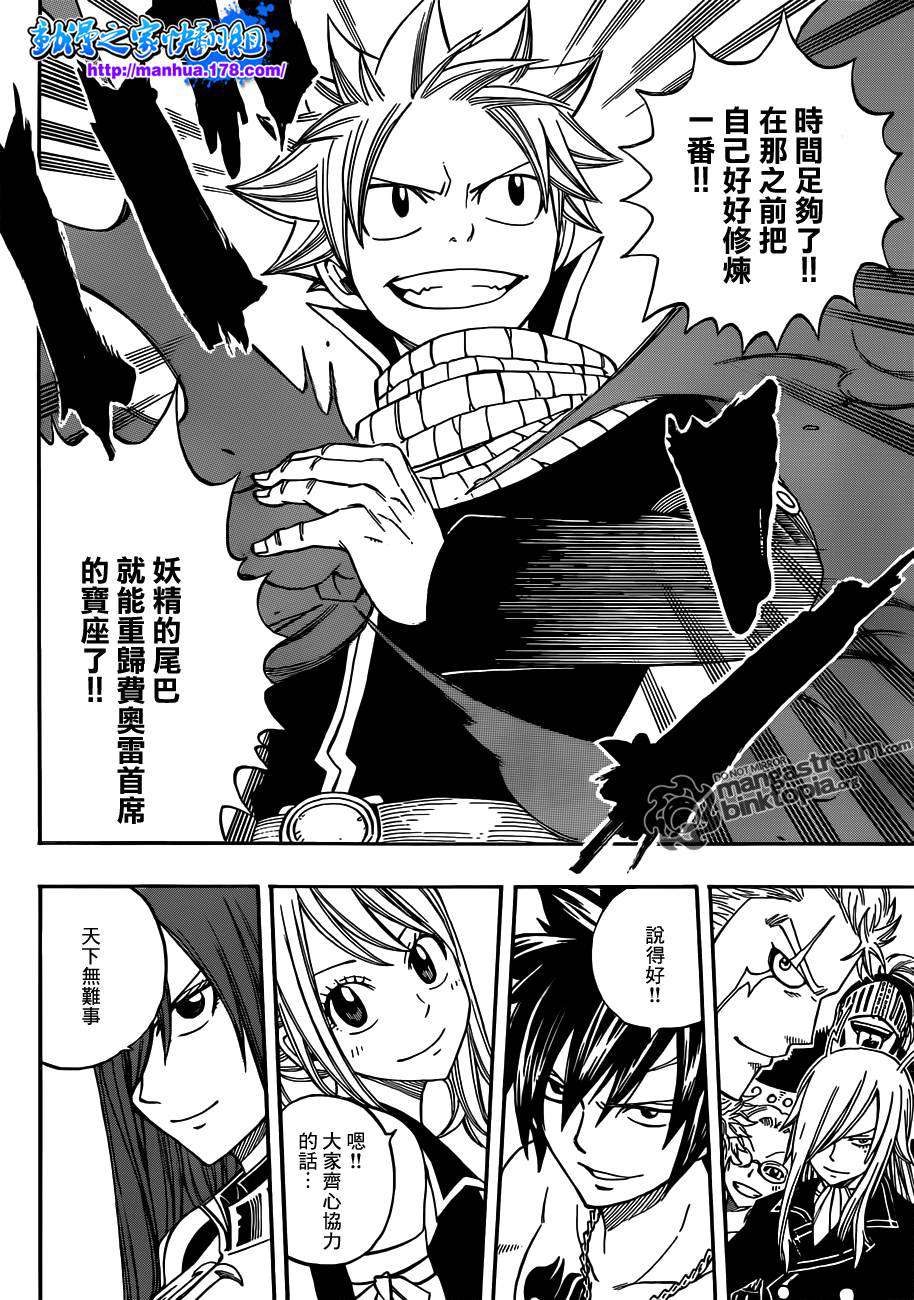 動漫之家汉翻组
http://manhua.178.com/
時間足夠了!!
在那之前把
自己好好修煉
一番!!
妖精的尾巴
就能重歸費奧雷首席
的寶座了!!
DO NOT MIRROR
mangastream.com
binktopia.org
說得好!!
嗯!!
大家齊心協力
的話…
天下無難事